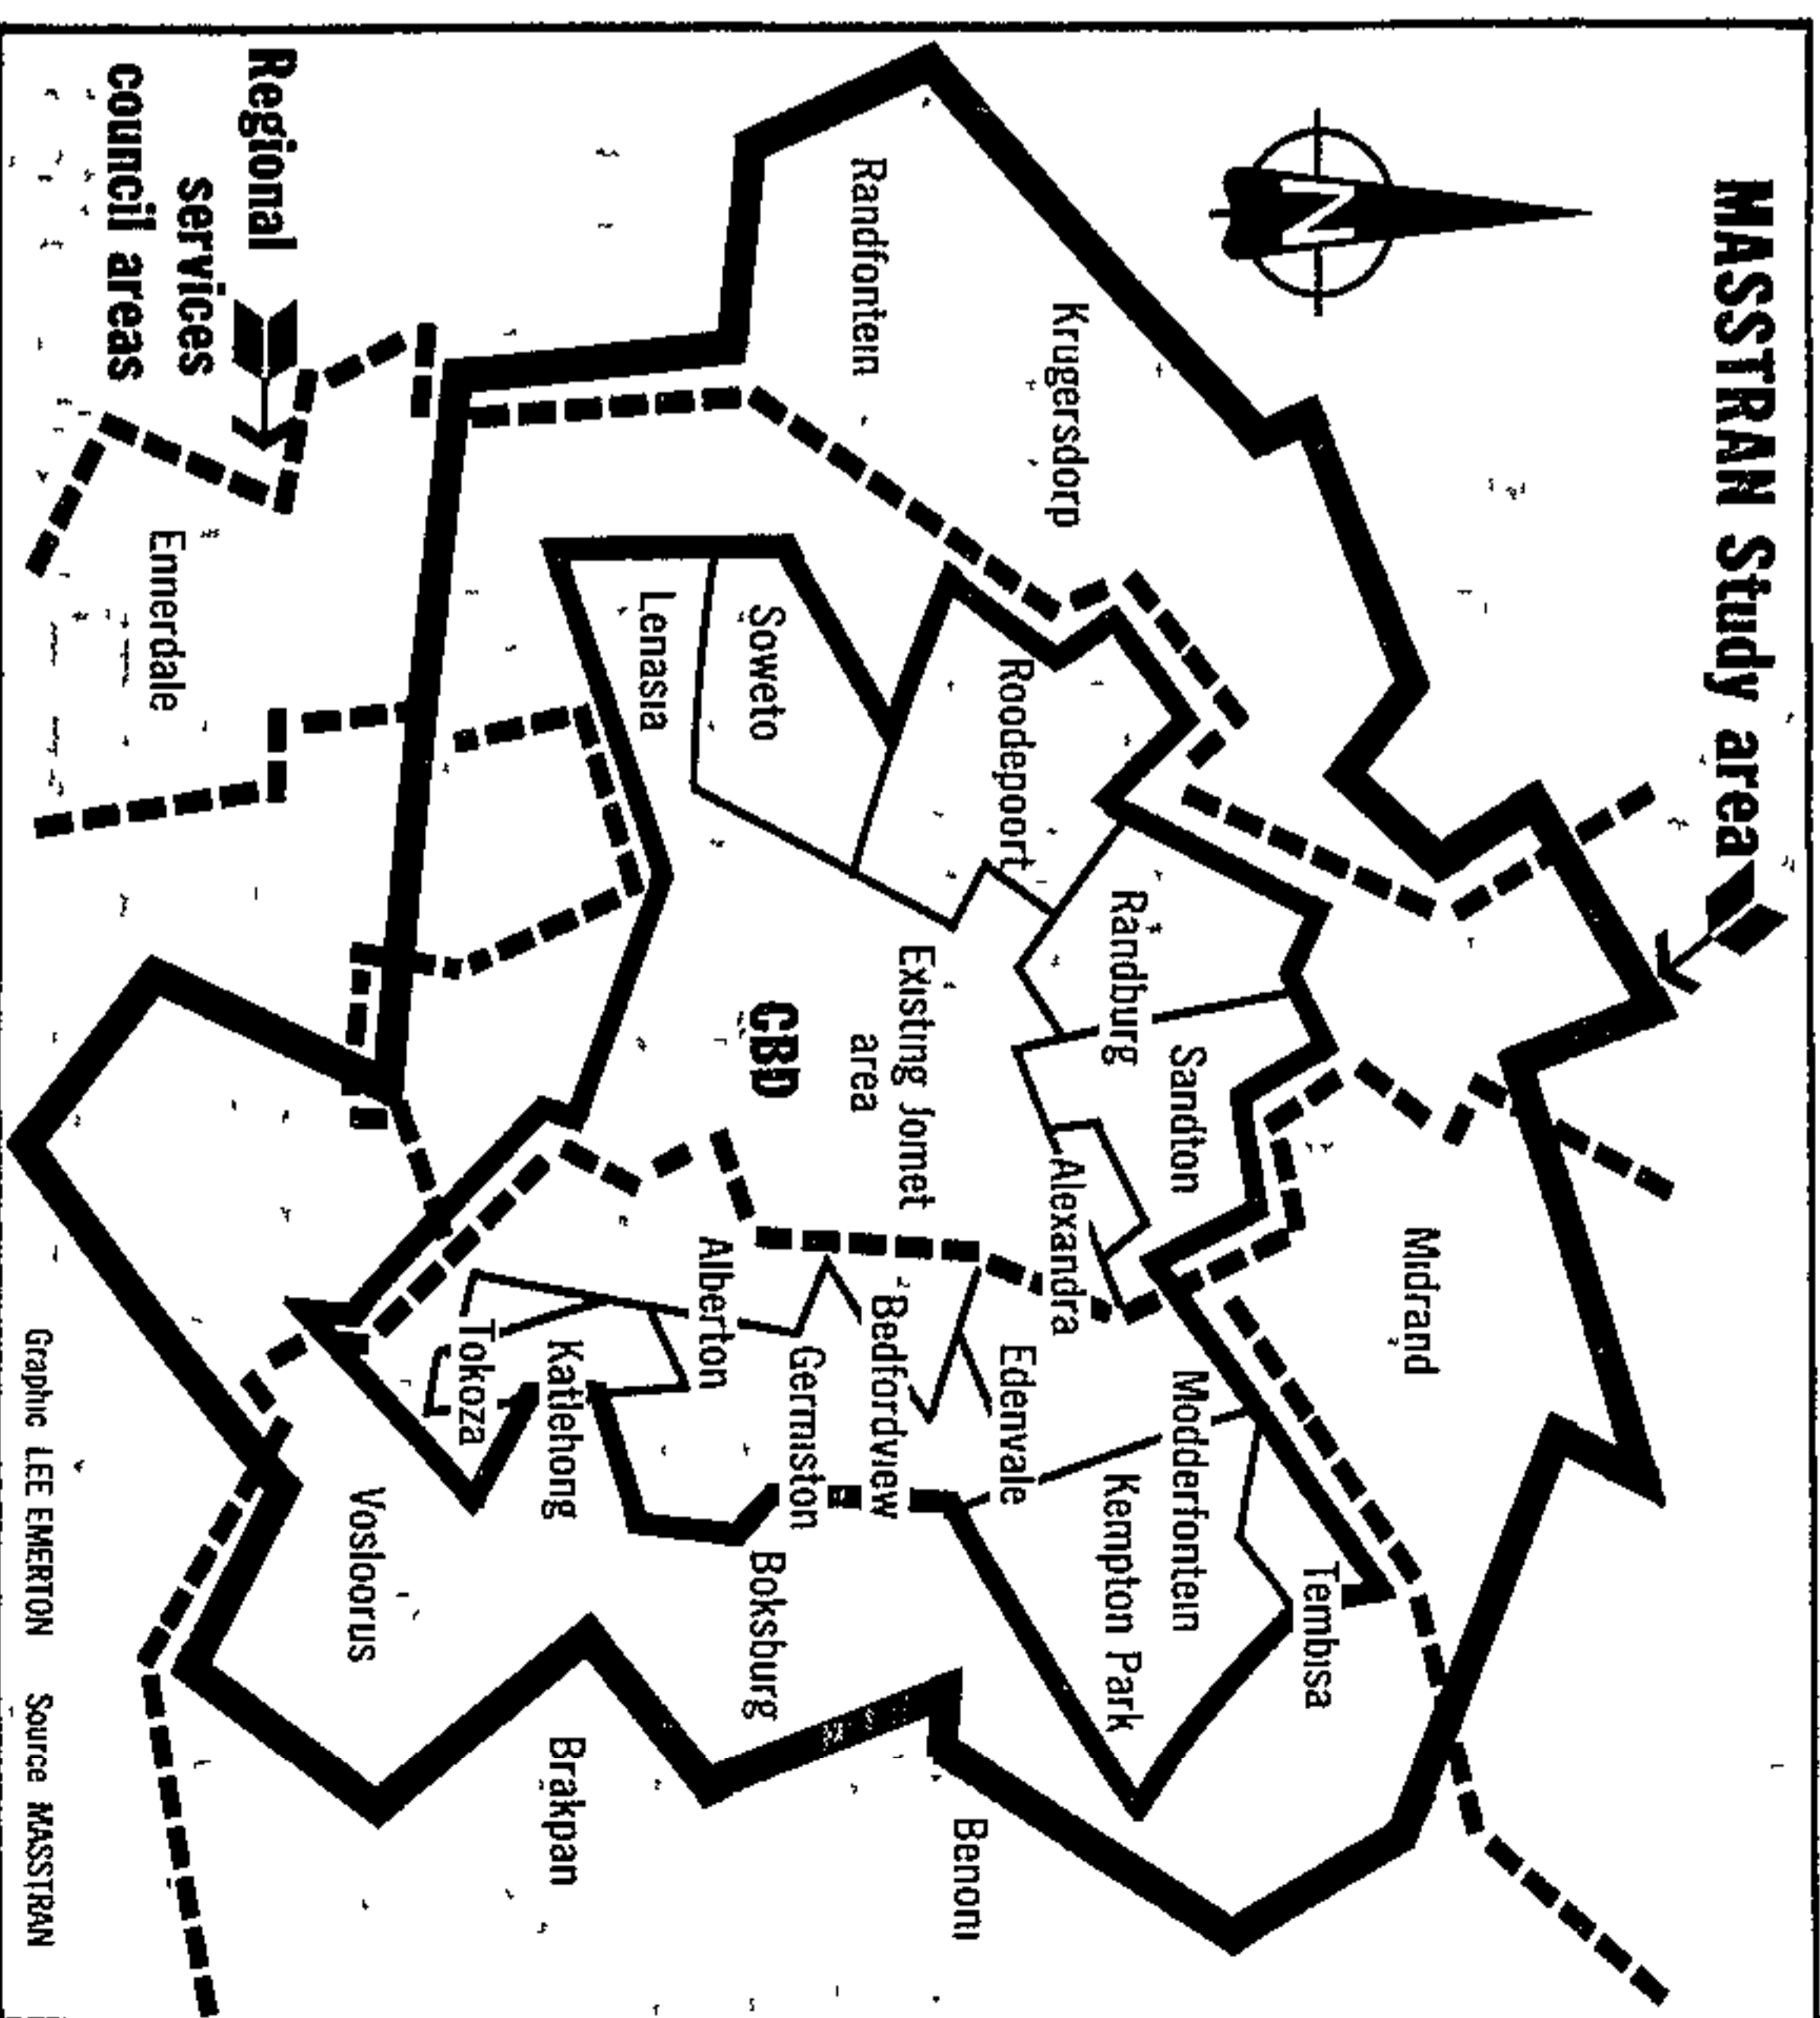 MASSTRAN Study area
N
Midrand
Tembisa
Krugersdorp
Sandton
Modderfontein
Randburg
Kempton Park
Roodepoort
Alexandra
Edenvale
Existing Jomet
area
Bedfordview
Benoni
Randfontein
CBD
Germiston
Soweto
Alberton
Boksburg
Lenasia
Katlehong
Brakpan
Tokoza
Vosloorus
Regional
services
council areas
Ennerdale
Graphic LEE EMERTON Source MASSTRAN